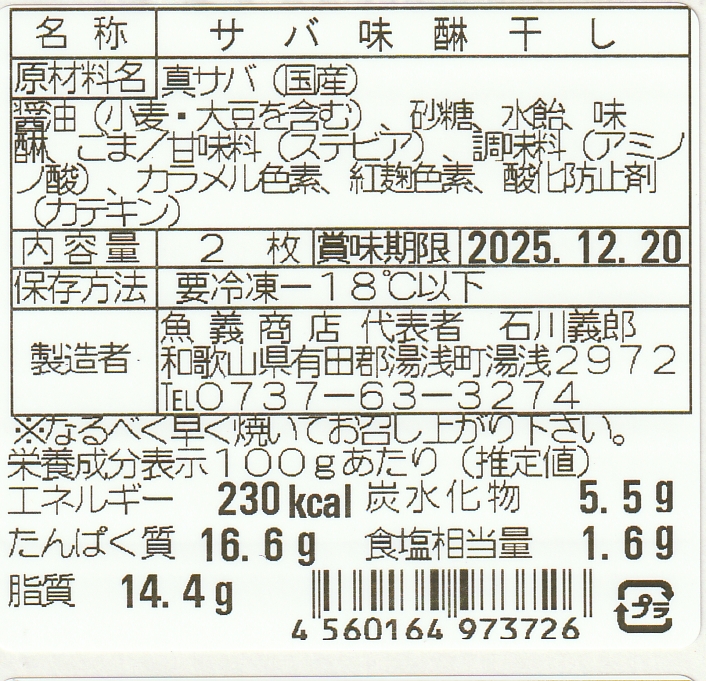 名称 サバ味醂干し
原材料名 真サバ（国産）
醤油（小麦・大豆を含む）、砂糖、水飴、味
醂、ごま／甘味料（ステビア）、調味料（アミノ
ノ酸）、カラメル色素、紅麹色素、酸化防止剤
（カテキン）
内容量 2 枚 賞味期限 2025. 12. 20
保存方法 要冷凍－18℃以下
製造者 魚義商店 代表者 石川義郎
和歌山県有田郡湯浅町湯浅2972
TEL0737－63－3274
※なるべく早く焼いてお召し上がり下さい。
栄養成分表示100gあたり（推定値）
エネルギー 230kcal 炭水化物 5.5g
たんぱく質 16.6g 食塩相当量 1.6g
脂質 14.4g
4 560164 973726
プラ